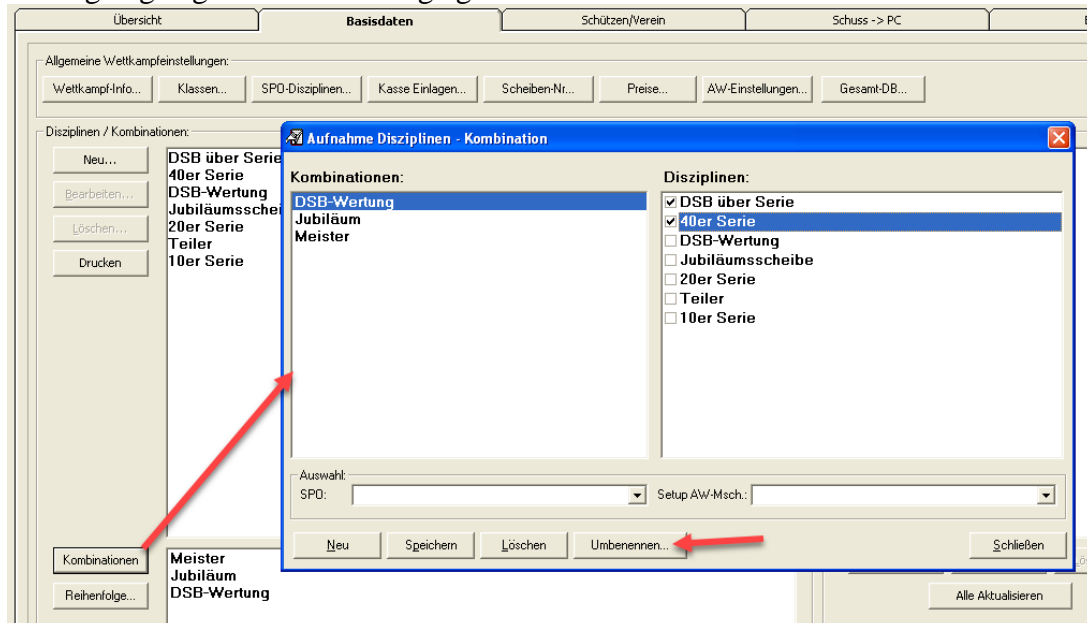 Übersicht
Basisdaten
Schützen/Verein
Schuss -> PC
Allgemeine Wettkampfeinstellungen:
Wettkampf-Info...
Klassen...
SPO-Disziplinen...
Kasse Einlagen...
Scheiben-Nr...
Preise...
AW-Einstellungen...
Gesamt-DB...
Disziplinen / Kombinationen:
Neu...
Bearbeiten...
Löschen...
Drucken
DSB über Serie
40er Serie
DSB-Wertung
Jubiläumsschei
20er Serie
Teiler
10er Serie
Aufnahme Disziplinen - Kombination
Kombinationen:
DSB-Wertung
Jubiläum
Meister
Disziplinen:
DSB über Serie
40er Serie
DSB-Wertung
Jubiläumsscheibe
20er Serie
Teiler
10er Serie
Auswahl:
SPO:
Setup AW-Msch.:
Neu
Speichern
Löschen
Umbenennen...
Schließen
Kombinationen
Reihenfolge...
Meister
Jubiläum
DSB-Wertung
Alle Aktualisieren